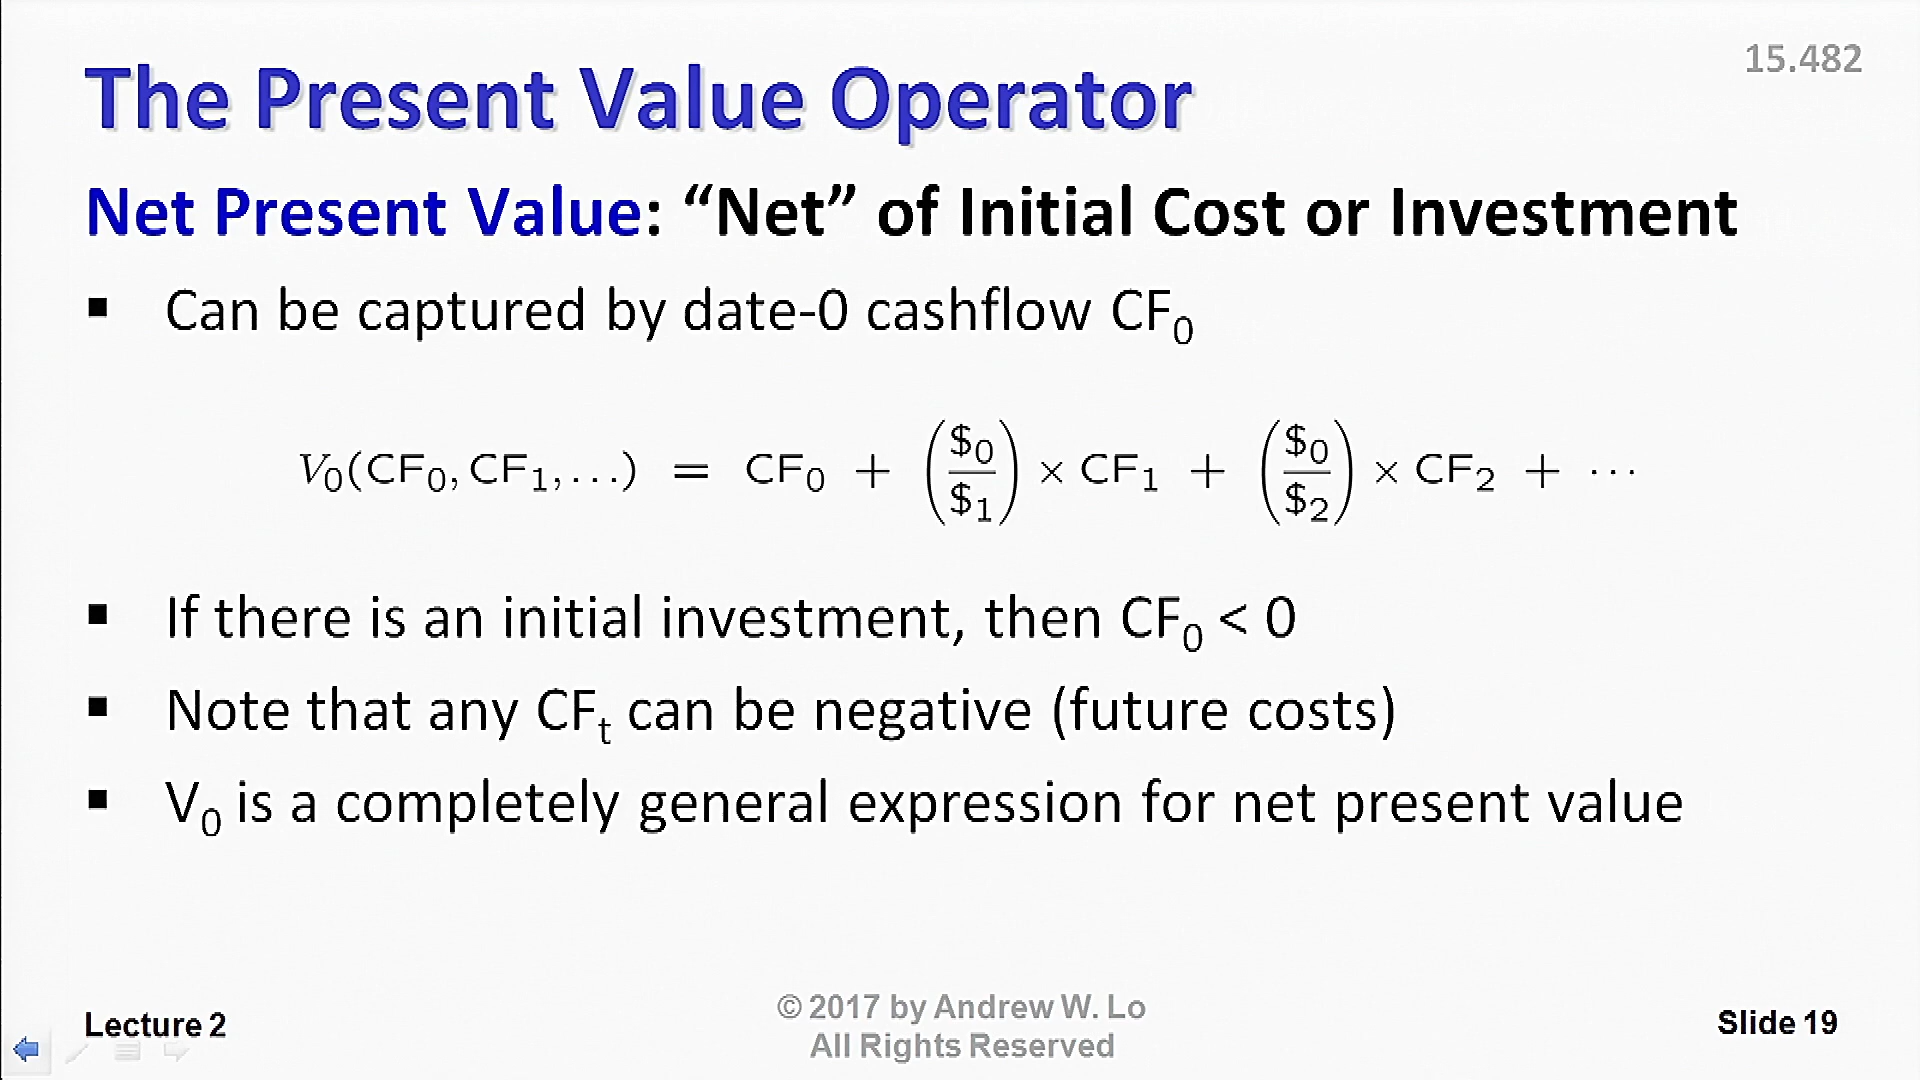 15.482
The Present Value Operator
Net Present Value: “Net” of Initial Cost or Investment
▪ Can be captured by date-0 cashflow CF₀
V₀(CF₀, CF₁, ...) = CF₀ + ($₀/$₁) × CF₁ + ($₀/$₂) × CF₂ + ···
▪ If there is an initial investment, then CF₀ < 0
▪ Note that any CFₜ can be negative (future costs)
▪ V₀ is a completely general expression for net present value
Lecture 2
© 2017 by Andrew W. Lo
All Rights Reserved
Slide 19